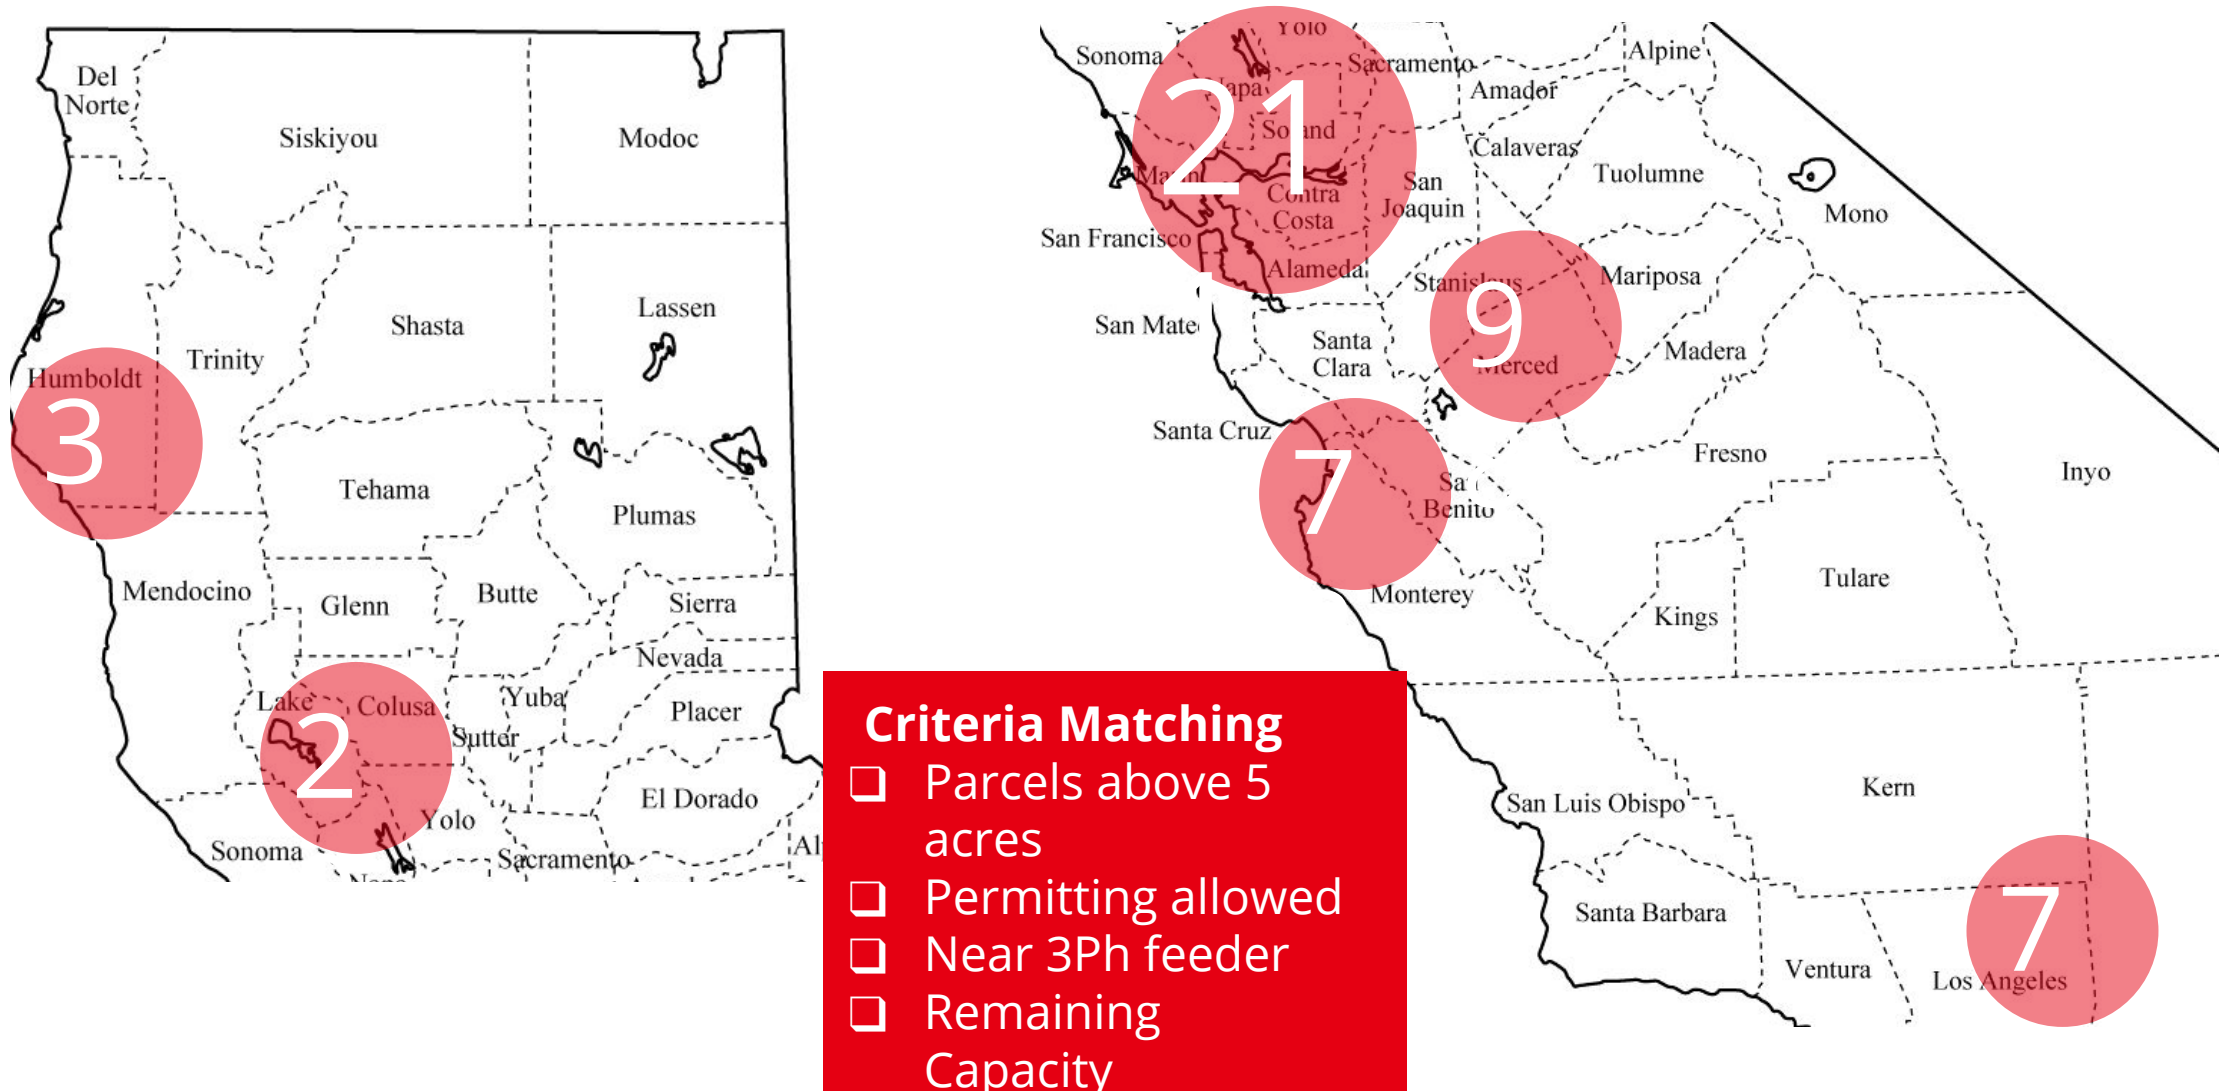 Del
Norte
Siskiyou
Modoc
Humboldt
Trinity
Shasta
Lassen
3
Tehama
Plumas
Mendocino
Glenn
Butte
Sierra
Nevada
Lake
Colusa
Yuba
Placer
Sutter
2
El Dorado
Yolo
Sonoma
Sacramento
Napa
Yolo
Sonoma
Sacramento
Alpine
Napa
Amador
21
Calaveras
Tuolumne
Marin
Contra
Costa
San
Joaquin
Mono
San Francisco
Alameda
Stanislaus
Mariposa
9
San Mate
Santa
Clara
Merced
Madera
Santa Cruz
Fresno
Inyo
7
Benito
Monterey
Kings
Tulare
Kern
San Luis Obispo
Santa Barbara
Ventura
Los Angeles
7
Criteria Matching
❑ Parcels above 5
acres
❑ Permitting allowed
❑ Near 3Ph feeder
❑ Remaining
Capacity